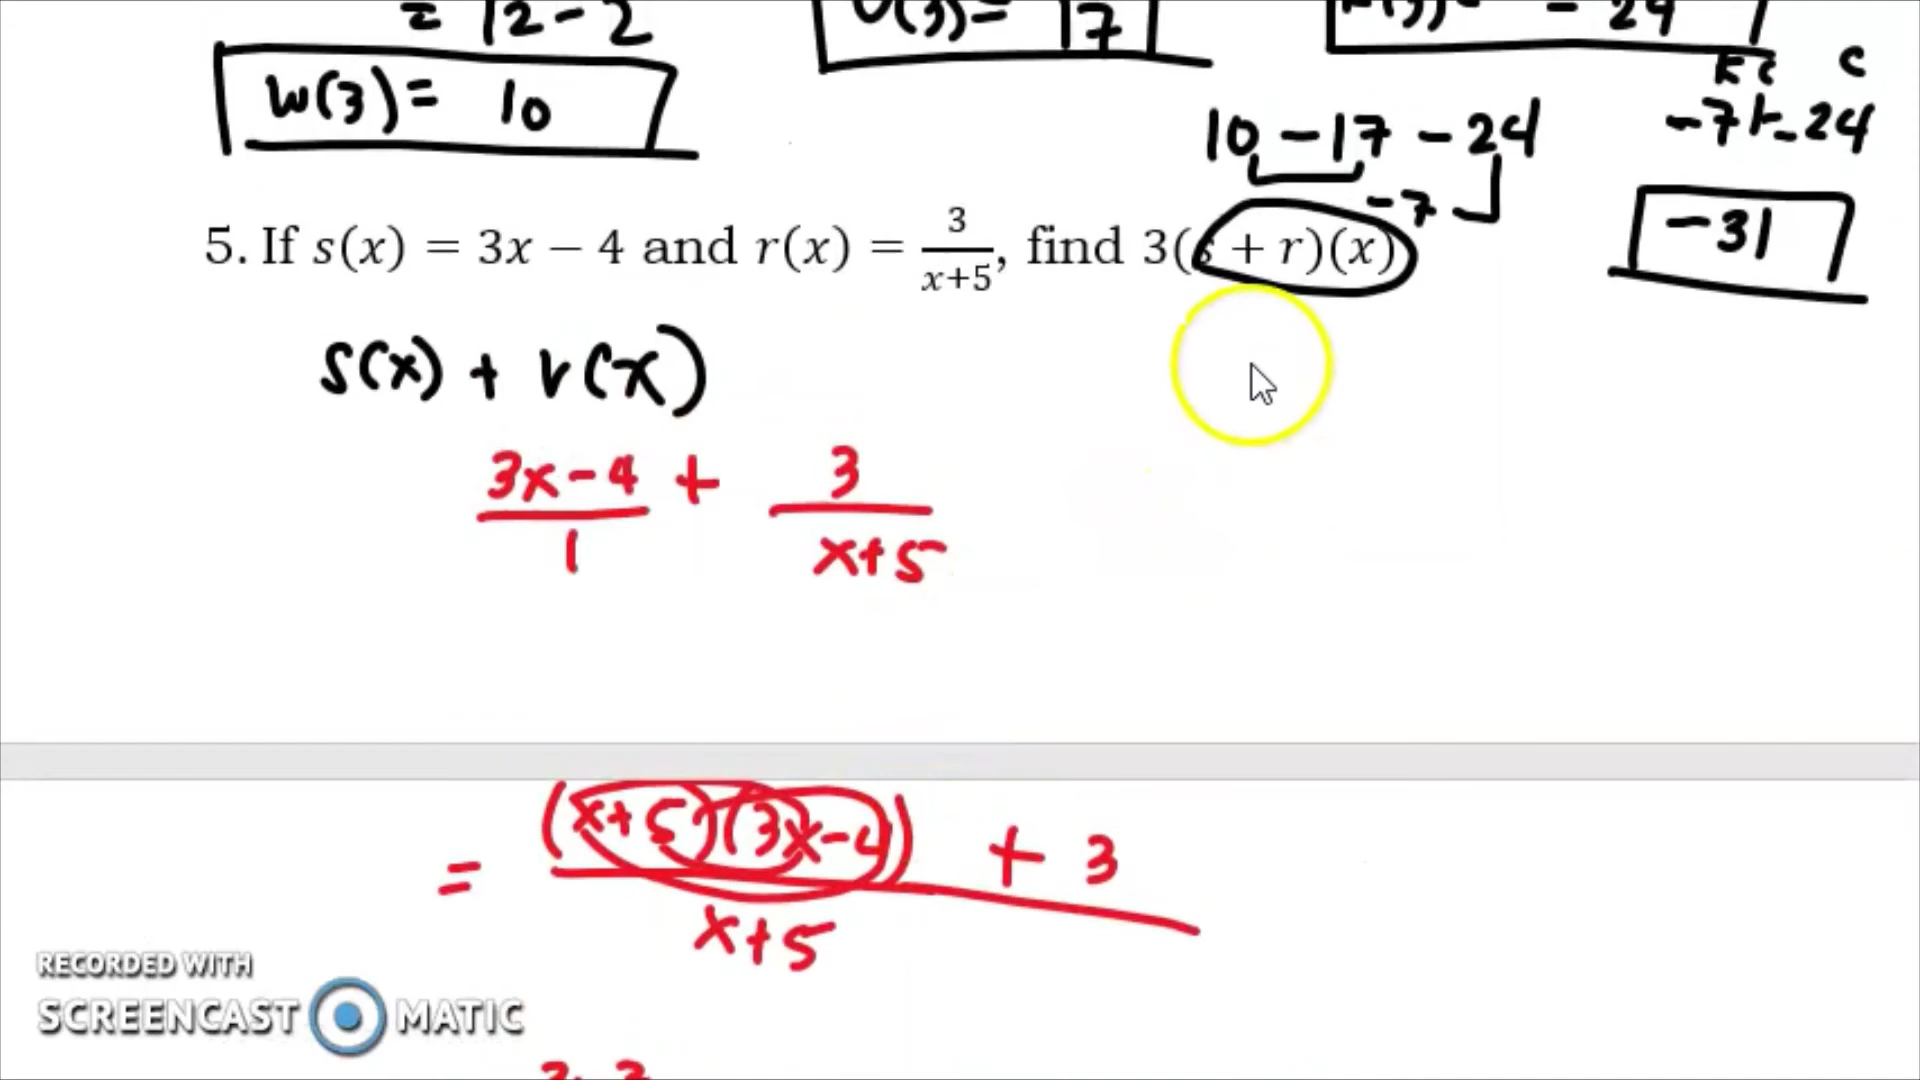 = 12 - 2
17
- 24
w(3) = 10
10 - 17 - 24
- 7
C
- 7 + - 24
- 31
5. If s(x) = 3x − 4 and r(x) = 3/x+5, find 3(s + r)(x)
s(x) + r(x)
3x - 4 + 3
1 x+5
= (x+5)(3x-4)) + 3
x+5
RECORDED WITH
SCREENCAST MATIC